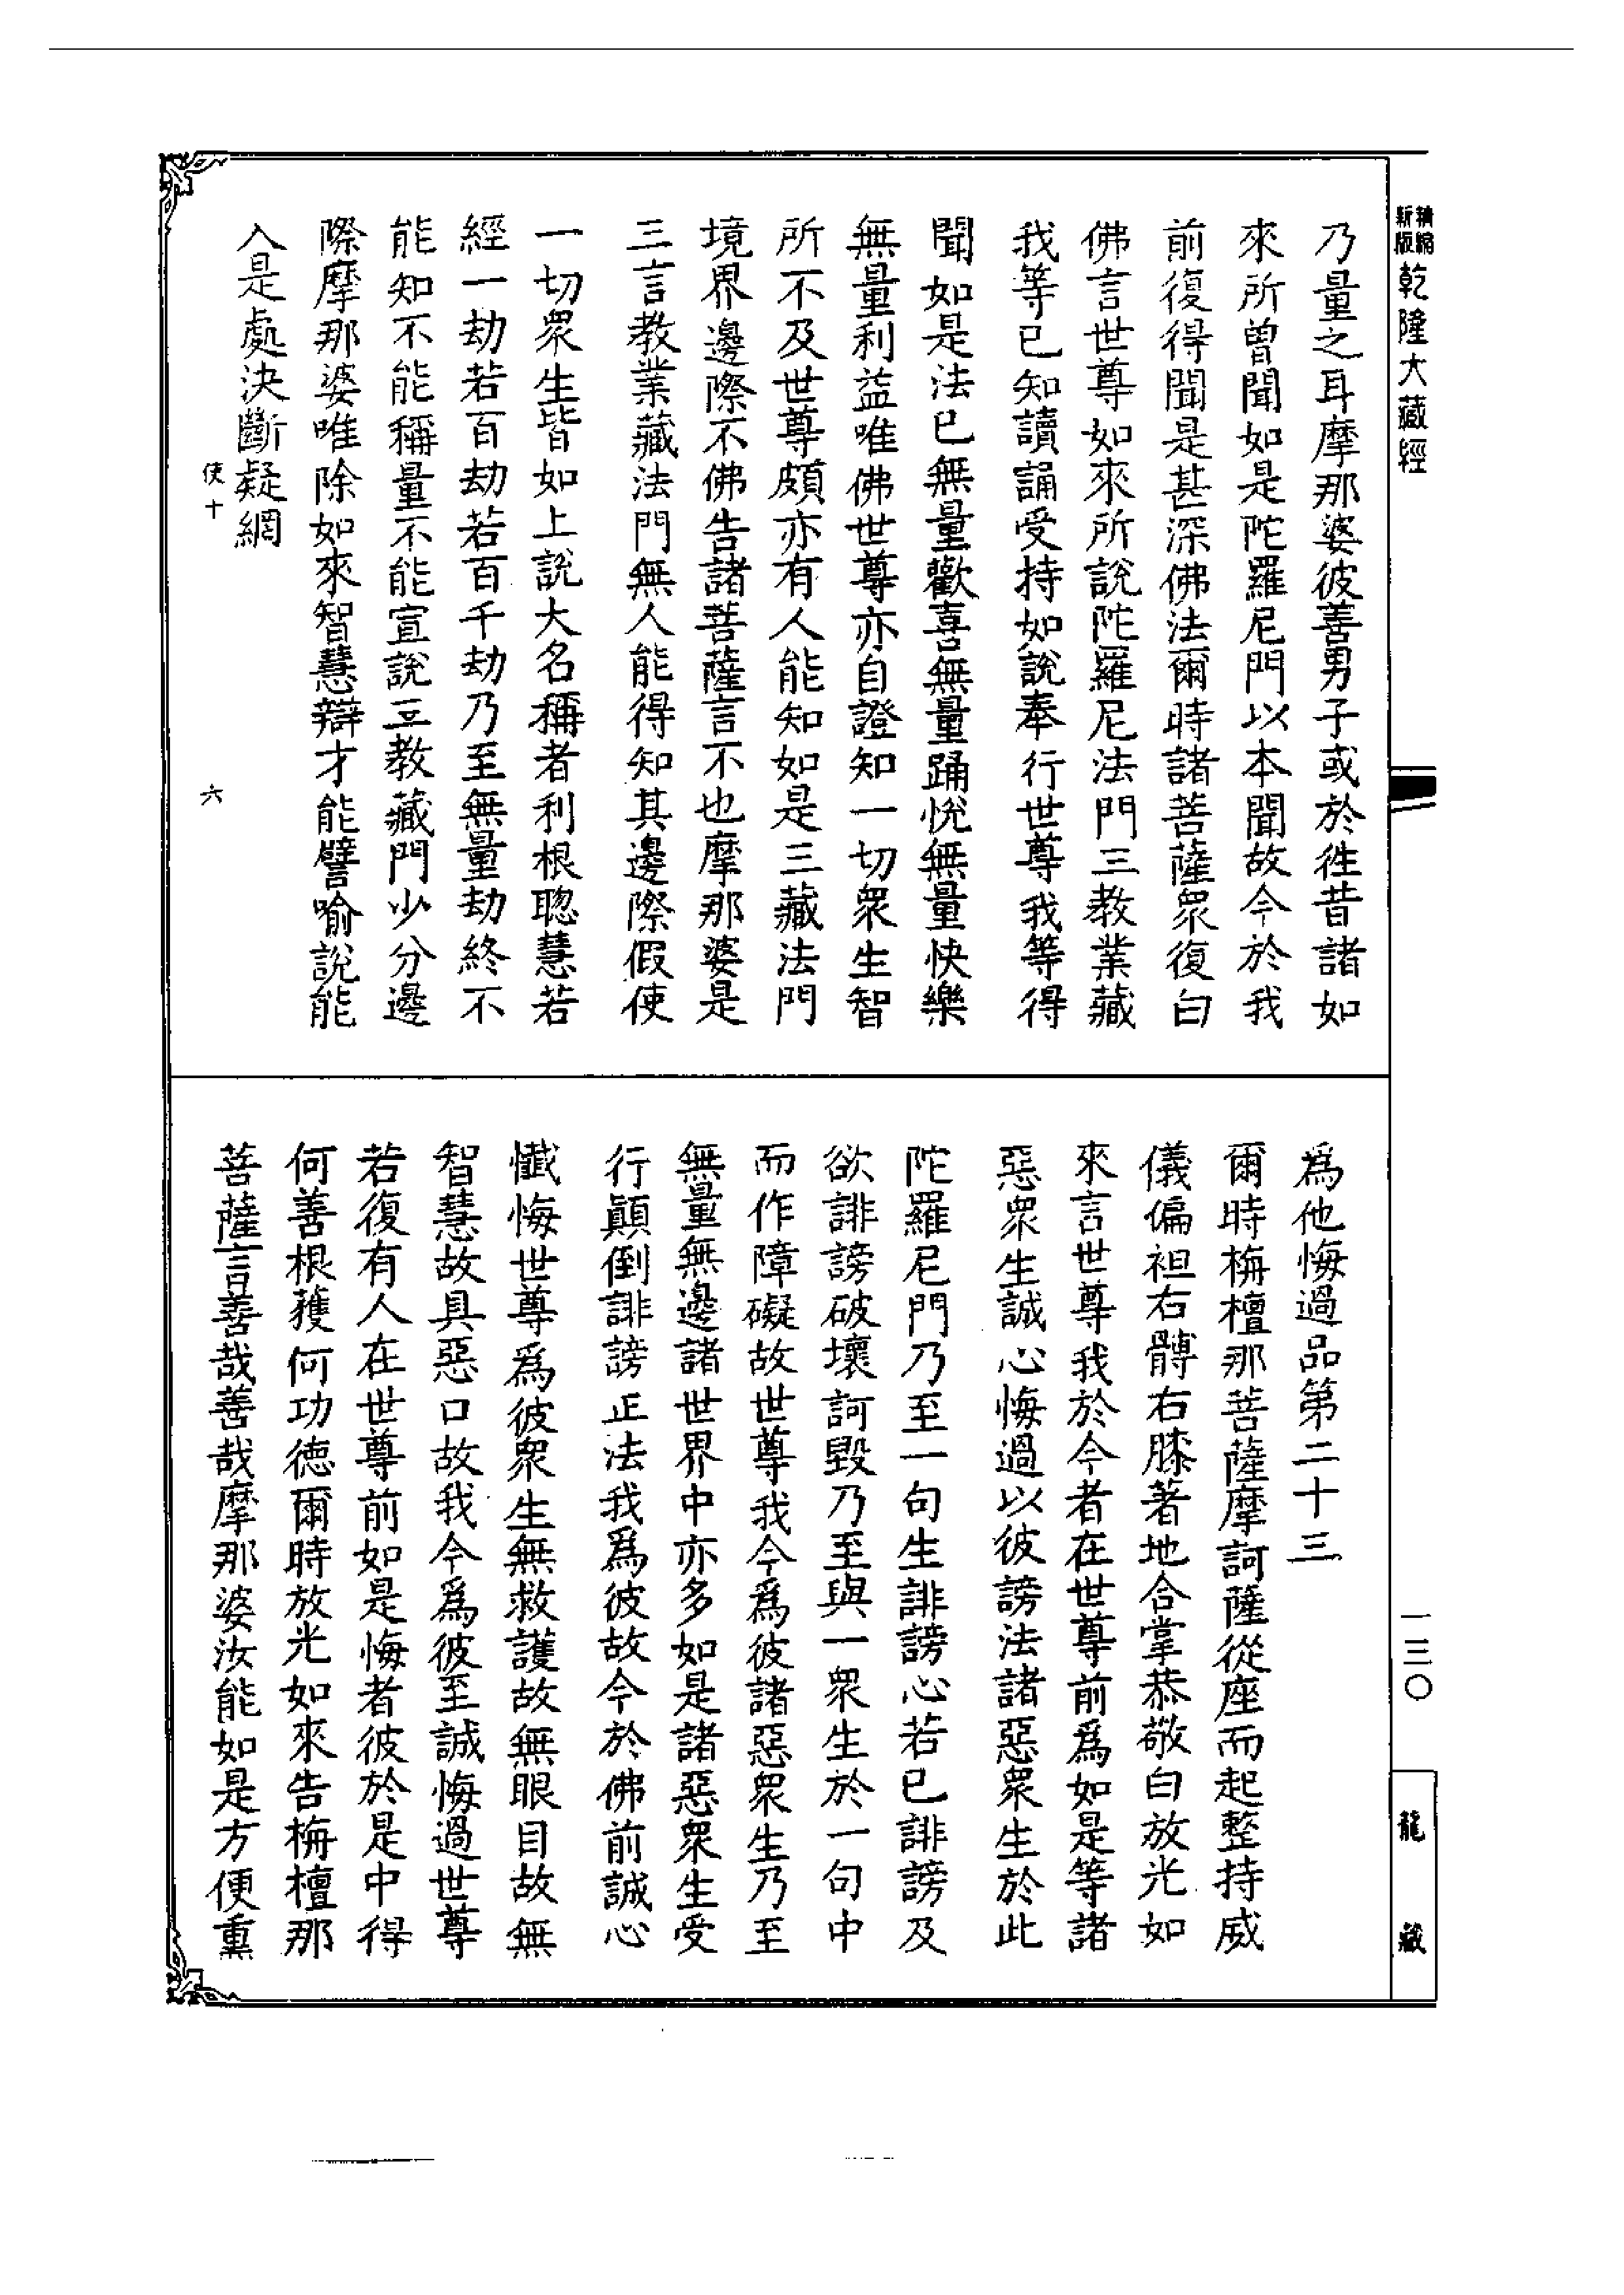 新編縮版
乾隆大藏經
乃量之耳摩那婆彼善男子或於徃昔諸如
來所曾聞如是陀羅尼門以本聞故今於我
前復得聞是甚深佛法爾時諸菩薩衆復白
佛言世尊如來所說陀羅尼法門三教業藏
我等已知讀誦受持如說奉行世尊我等得
聞如是法已無量歡喜無量踊悅無量快樂
無量利益唯佛世尊亦自證知一切衆生智
所不及世尊頗亦有人能知如是三藏法門
境界邊際不佛告諸菩薩言不也摩那婆是
三言教業藏法門無人能得知其邊際假使
一切衆生皆如上說大名稱者利根聰慧若
經一劫若百劫若百千劫乃至無量劫終不
能知不能稱量不能宣說三教藏門少分邊
際摩那婆唯除如來智慧辯才能譬喻說能
入是處決斷疑網
使十
六
爲他悔過品第二十三
爾時栴檀那菩薩摩訶薩從座而起整持威
儀偏袒右髆右膝著地合掌恭敬白放光如
來言世尊我於今者在世尊前爲如是等諸
惡衆生誠心悔過以彼謗法諸惡衆生於此
陀羅尼門乃至一句生誹謗心若已誹謗及
欲誹謗破壞訶毀乃至與一衆生於一句中
而作障礙故世尊我今爲彼諸惡衆生乃至
無量無邊諸世界中亦多如是諸惡衆生受
行顛倒誹謗正法我爲彼故今於佛前誠心
懺悔世尊爲彼衆生無救護故無眼目故無
智慧故具惡口故我今爲彼至誠悔過世尊
若復有人在世尊前如是悔者彼於是中得
何善根獲何功德爾時放光如來告栴檀那
菩薩言善哉善哉摩那婆汝能如是方便熏
一三〇
龍藏